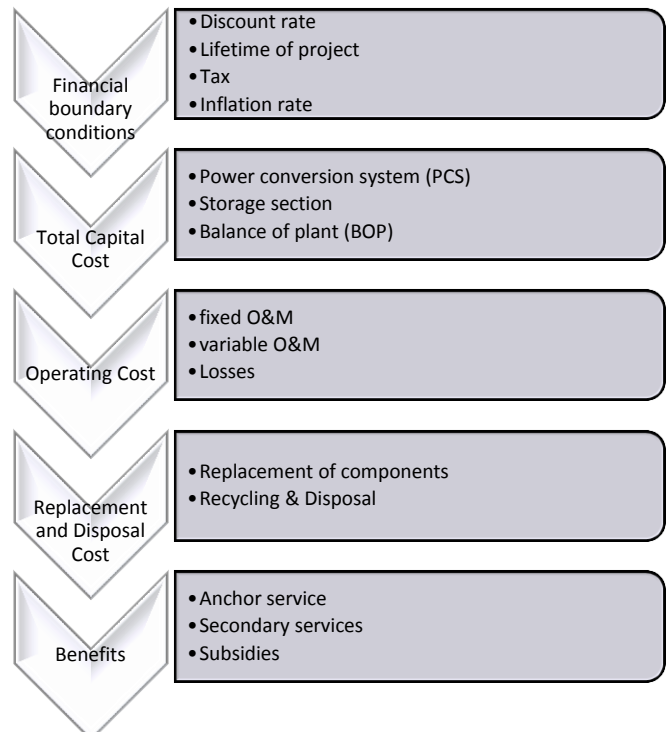 Financial
boundary
conditions
•Discount rate
•Lifetime of project
•Tax
•Inflation rate
Total Capital
Cost
•Power conversion system (PCS)
•Storage section
•Balance of plant (BOP)
Operating Cost
•fixed O&M
•variable O&M
•Losses
Replacement
and Disposal
Cost
•Replacement of components
•Recycling & Disposal
Benefits
•Anchor service
•Secondary services
•Subsidies